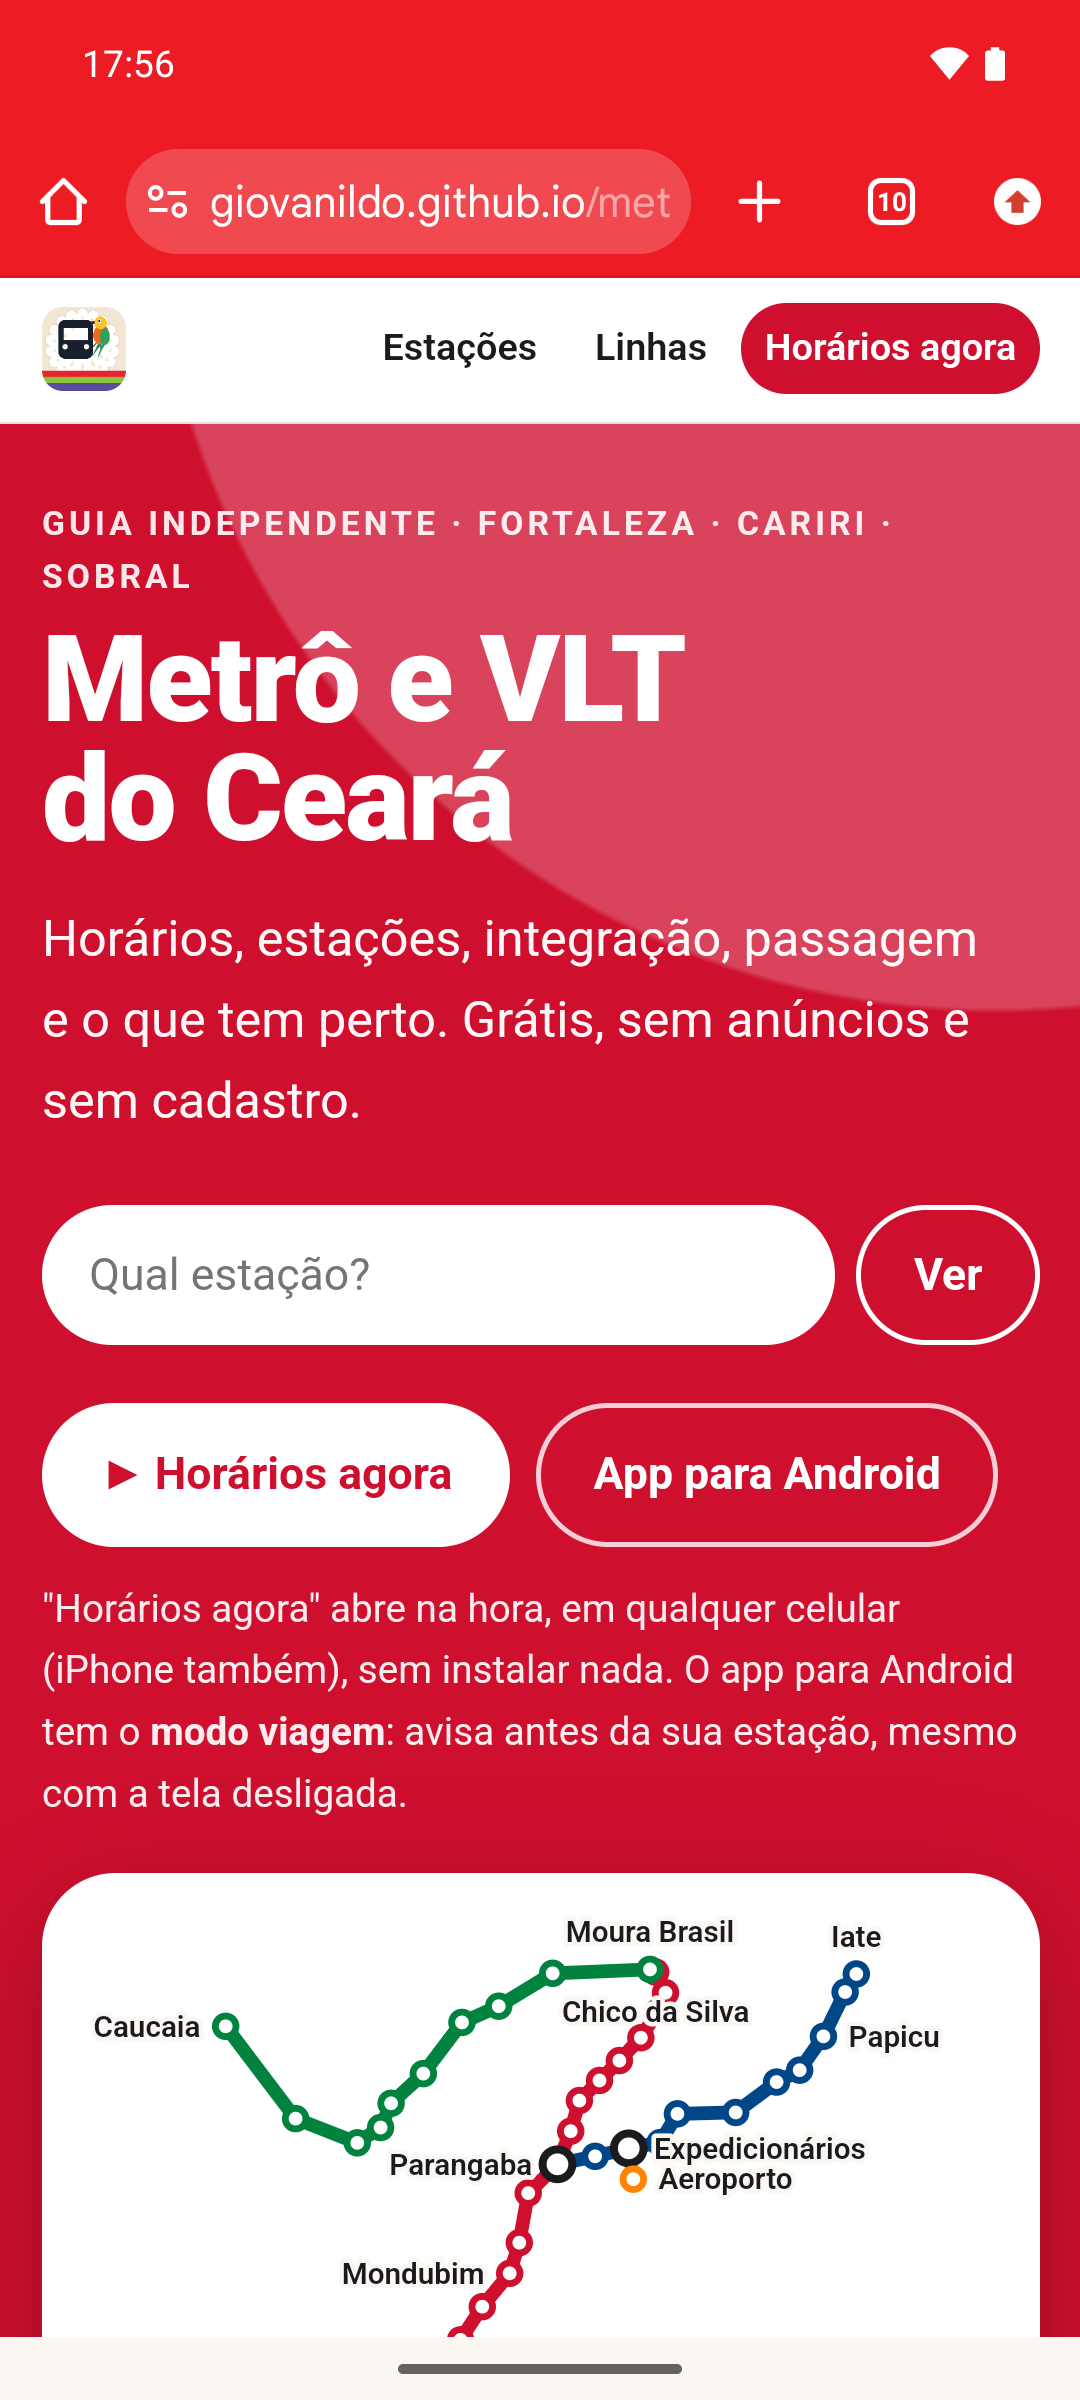 17:56
giovanildo.github.io/met
10
Estações
Linhas
Horários agora
GUIA INDEPENDENTE · FORTALEZA · CARIRI ·
SOBRAL
Metrô e VLT
do Ceará
Horários, estações, integração, passagem
e o que tem perto. Grátis, sem anúncios e
sem cadastro.
Qual estação?
Ver
► Horários agora
App para Android
"Horários agora" abre na hora, em qualquer celular
(iPhone também), sem instalar nada. O app para Android
tem o modo viagem: avisa antes da sua estação, mesmo
com a tela desligada.
Moura Brasil
Iate
Chico da Silva
Caucaia
Papicu
Expedicionários
Parangaba
Aeroporto
Mondubim